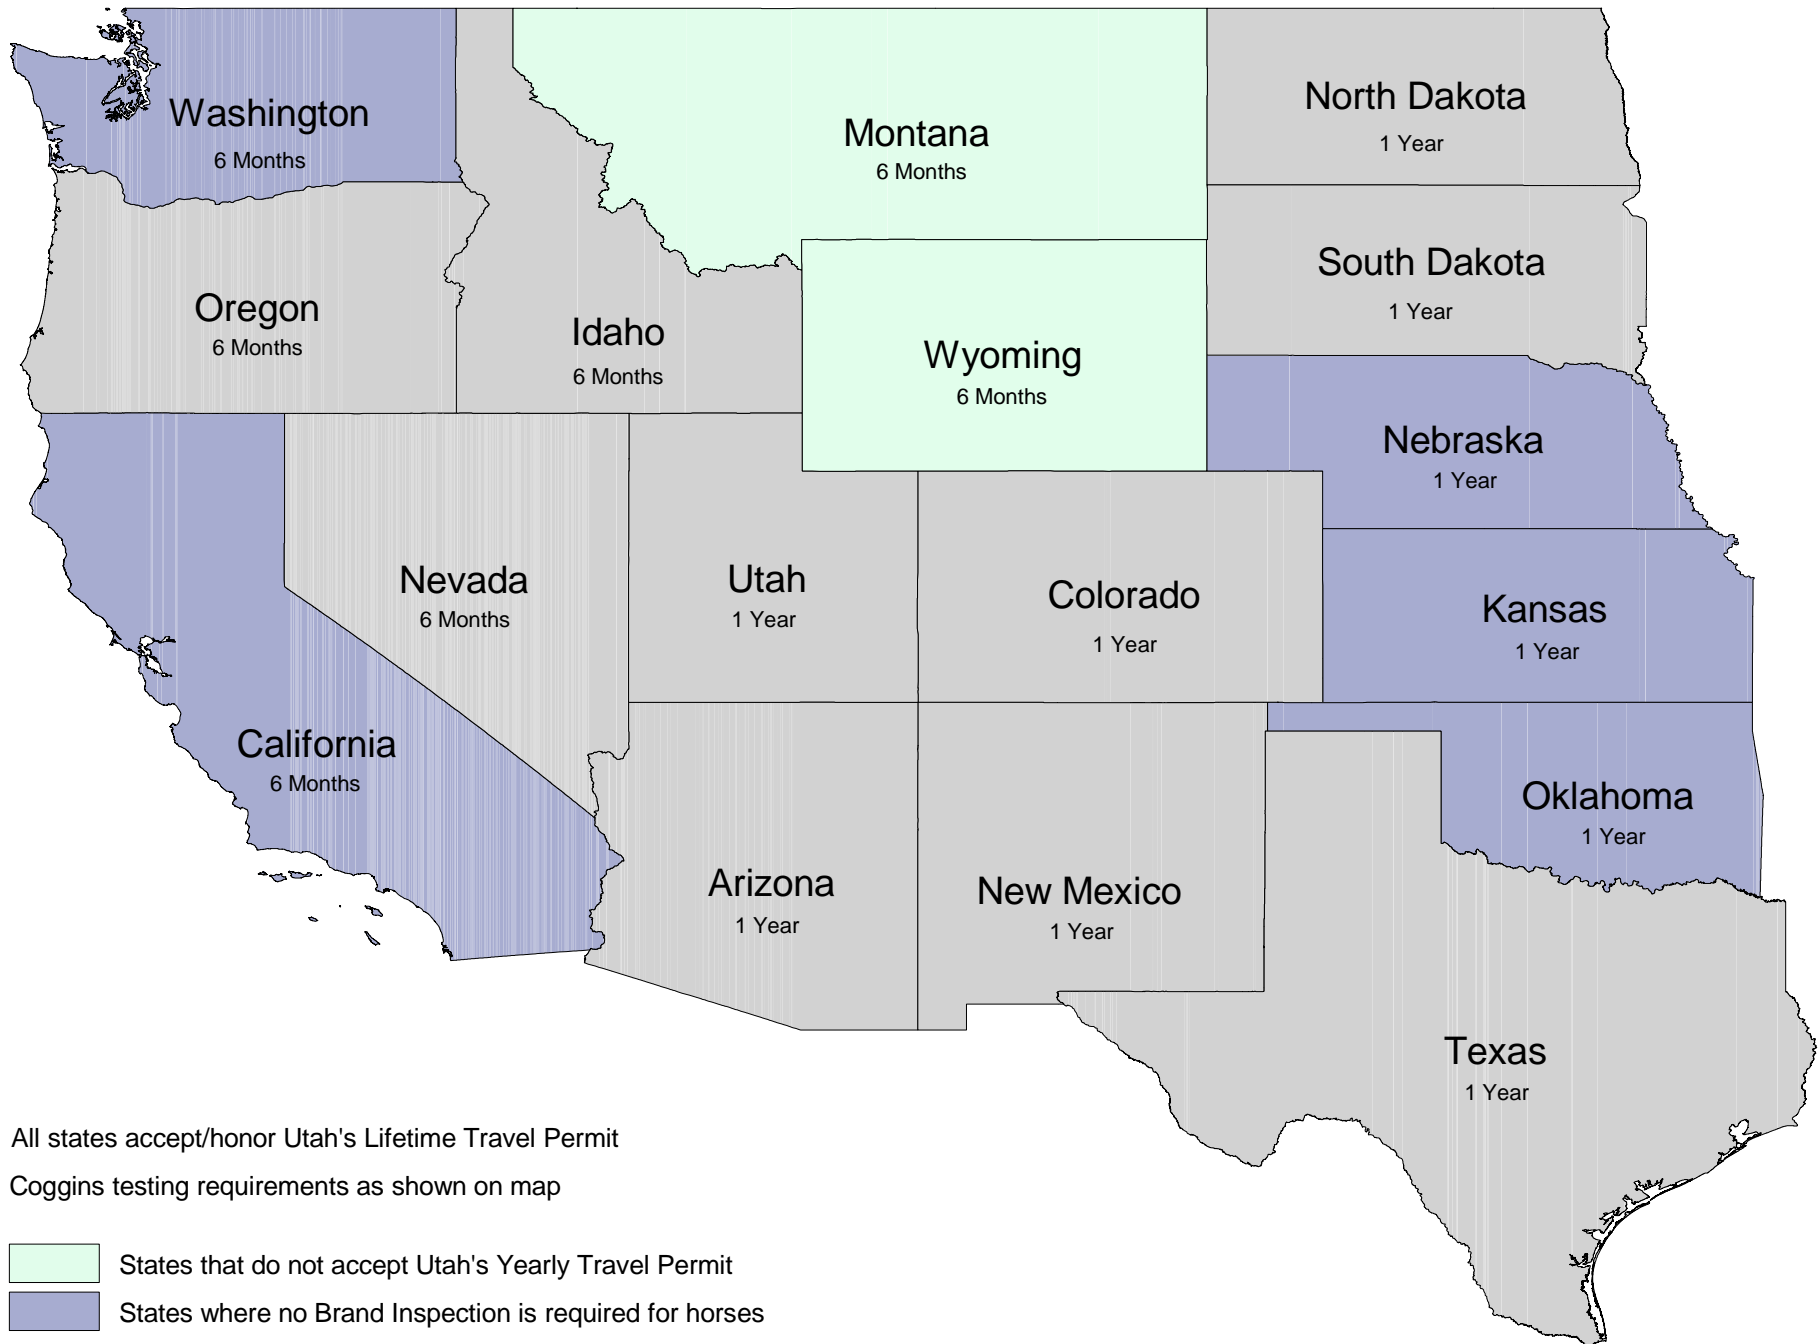 Washington
6 Months
Montana
6 Months
North Dakota
1 Year
South Dakota
1 Year
Oregon
6 Months
Idaho
6 Months
Wyoming
6 Months
Nebraska
1 Year
Nevada
6 Months
Utah
1 Year
Colorado
1 Year
Kansas
1 Year
California
6 Months
Oklahoma
1 Year
Arizona
1 Year
New Mexico
1 Year
Texas
1 Year
All states accept/honor Utah's Lifetime Travel Permit
Coggins testing requirements as shown on map
States that do not accept Utah's Yearly Travel Permit
States where no Brand Inspection is required for horses